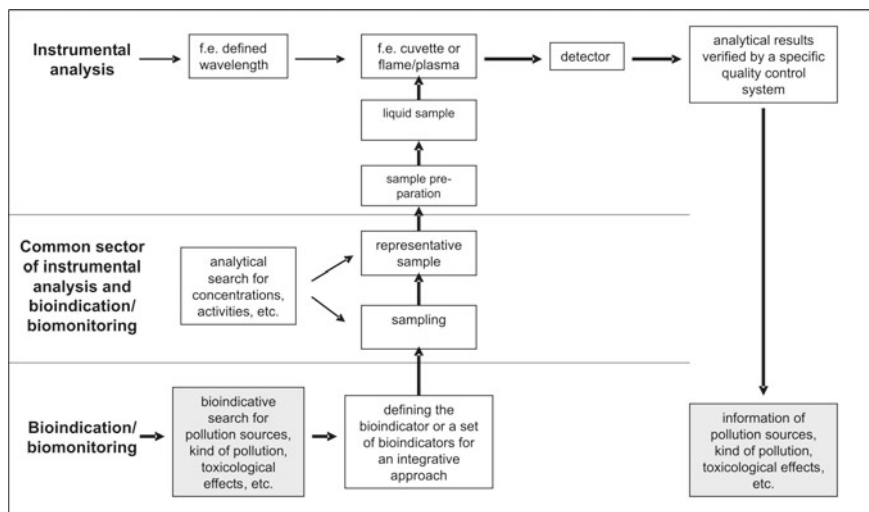 Instrumental
analysis
f.e. defined
wavelength
f.e. cuvette or
flame/plasma
detector
analytical results
verified by a specific
quality control
system
liquid sample
sample pre-
paration
Common sector
of instrumental
analysis and
bioindication/
biomonitoring
analytical
search for
concentrations,
activities, etc.
representative
sample
sampling
Bioindication/
biomonitoring
bioindicative
search for
pollution sources,
kind of pollution,
toxicological
effects, etc.
defining the
bioindicator or a set
of bioindicators for
an integrative
approach
information of
pollution sources,
kind of pollution,
toxicological effects,
etc.